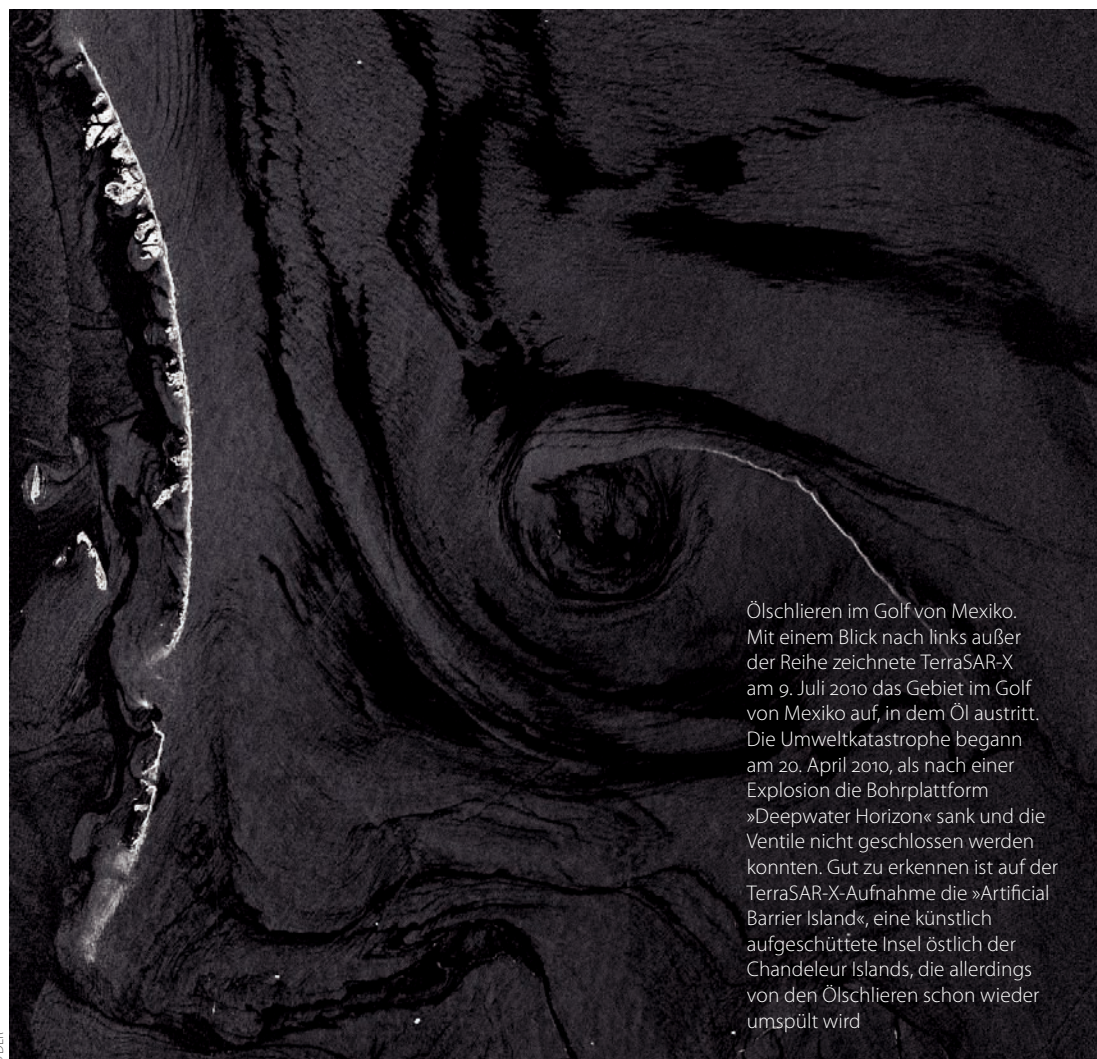 Ölschlieren im Golf von Mexiko.
Mit einem Blick nach links außer
der Reihe zeichnete TerraSAR-X
am 9. Juli 2010 das Gebiet im Golf
von Mexiko auf, in dem Öl austritt.
Die Umweltkatastrophe begann
am 20. April 2010, als nach einer
Explosion die Bohrplattform
»Deepwater Horizon« sank und die
Ventile nicht geschlossen werden
konnten. Gut zu erkennen ist auf der
TerraSAR-X-Aufnahme die »Artificial
Barrier Island«, eine künstlich
aufgeschüttete Insel östlich der
Chandeleur Islands, die allerdings
von den Ölschlieren schon wieder
umspült wird